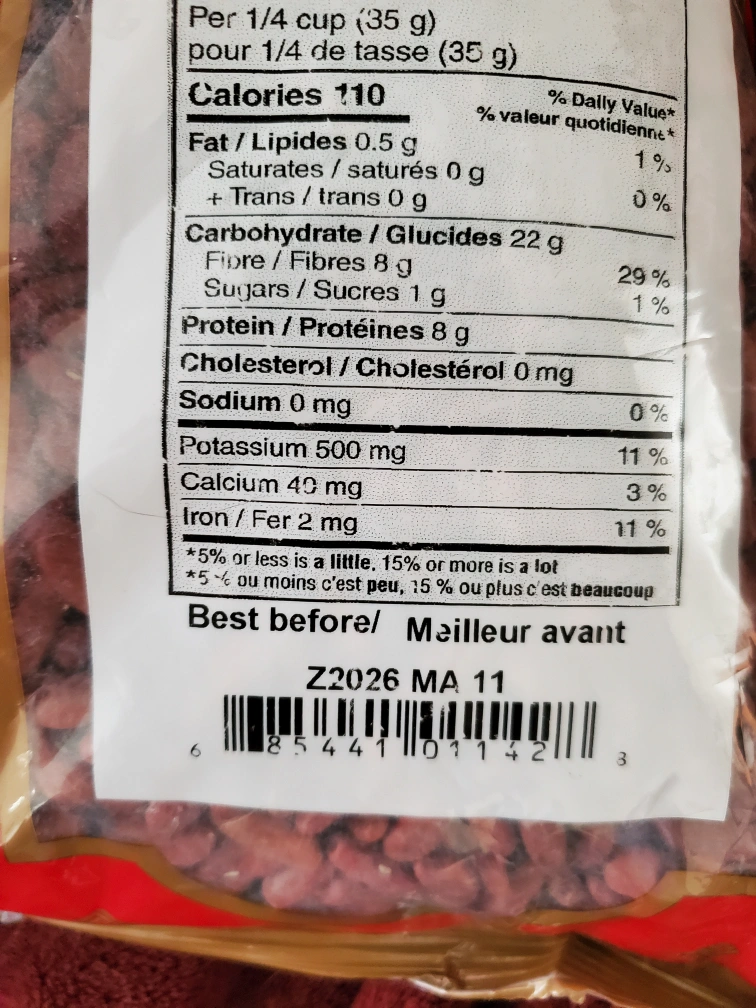 Per 1/4 cup (35 g)
pour 1/4 de tasse (35 g)
Calories 110
% Daily Value*
% valeur quotidienne*
Fat / Lipides 0.5 g 1 %
Saturates / saturés 0 g
+ Trans / trans 0 g 0 %
Carbohydrate / Glucides 22 g
Fibre / Fibres 8 g 29 %
Sugars / Sucres 1 g 1 %
Protein / Protéines 8 g
Cholesterol / Cholestérol 0 mg
Sodium 0 mg 0 %
Potassium 500 mg 11 %
Calcium 40 mg 3 %
Iron / Fer 2 mg 11 %
*5% or less is a little, 15% or more is a lot
*5 % ou moins c'est peu, 15 % ou plus c'est beaucoup
Best before/ Meilleur avant
Z2026 MA 11
6 85441 01142 3